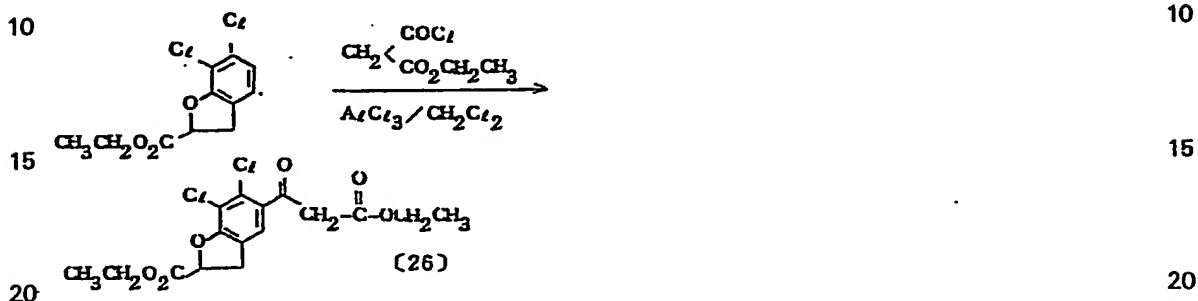 10 10
Cl
Cl
O
CH3CH2O2C
CH2 COCl
CO2CH2CH3
AlCl3/CH2Cl2
15 15
Cl O
Cl O
CH2-C-OCH2CH3
O
CH3CH2O2C
(26)
20 20